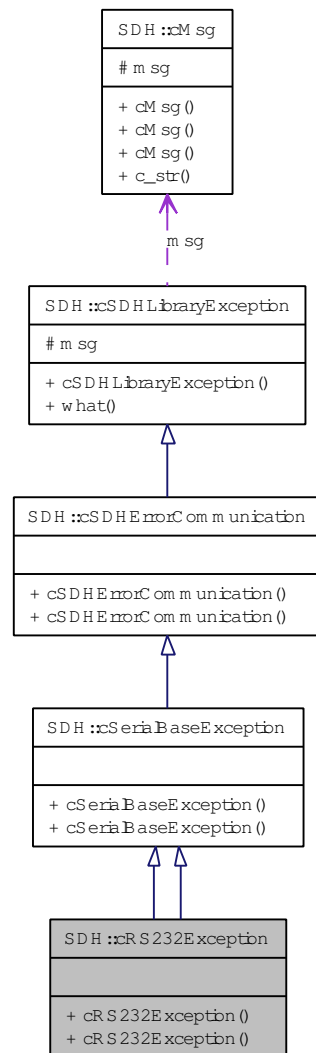 SDH::cMsg
# msg
+ cMsg()
+ cMsg()
+ cMsg()
+ c_str()
msg
SDH::cSDHLibraryException
# msg
+ cSDHLibraryException()
+ what()
SDH::cSDHErrorCommunication
+ cSDHErrorCommunication()
+ cSDHErrorCommunication()
SDH::cSerialBaseException
+ cSerialBaseException()
+ cSerialBaseException()
SDH::cRS232Exception
+ cRS232Exception()
+ cRS232Exception()